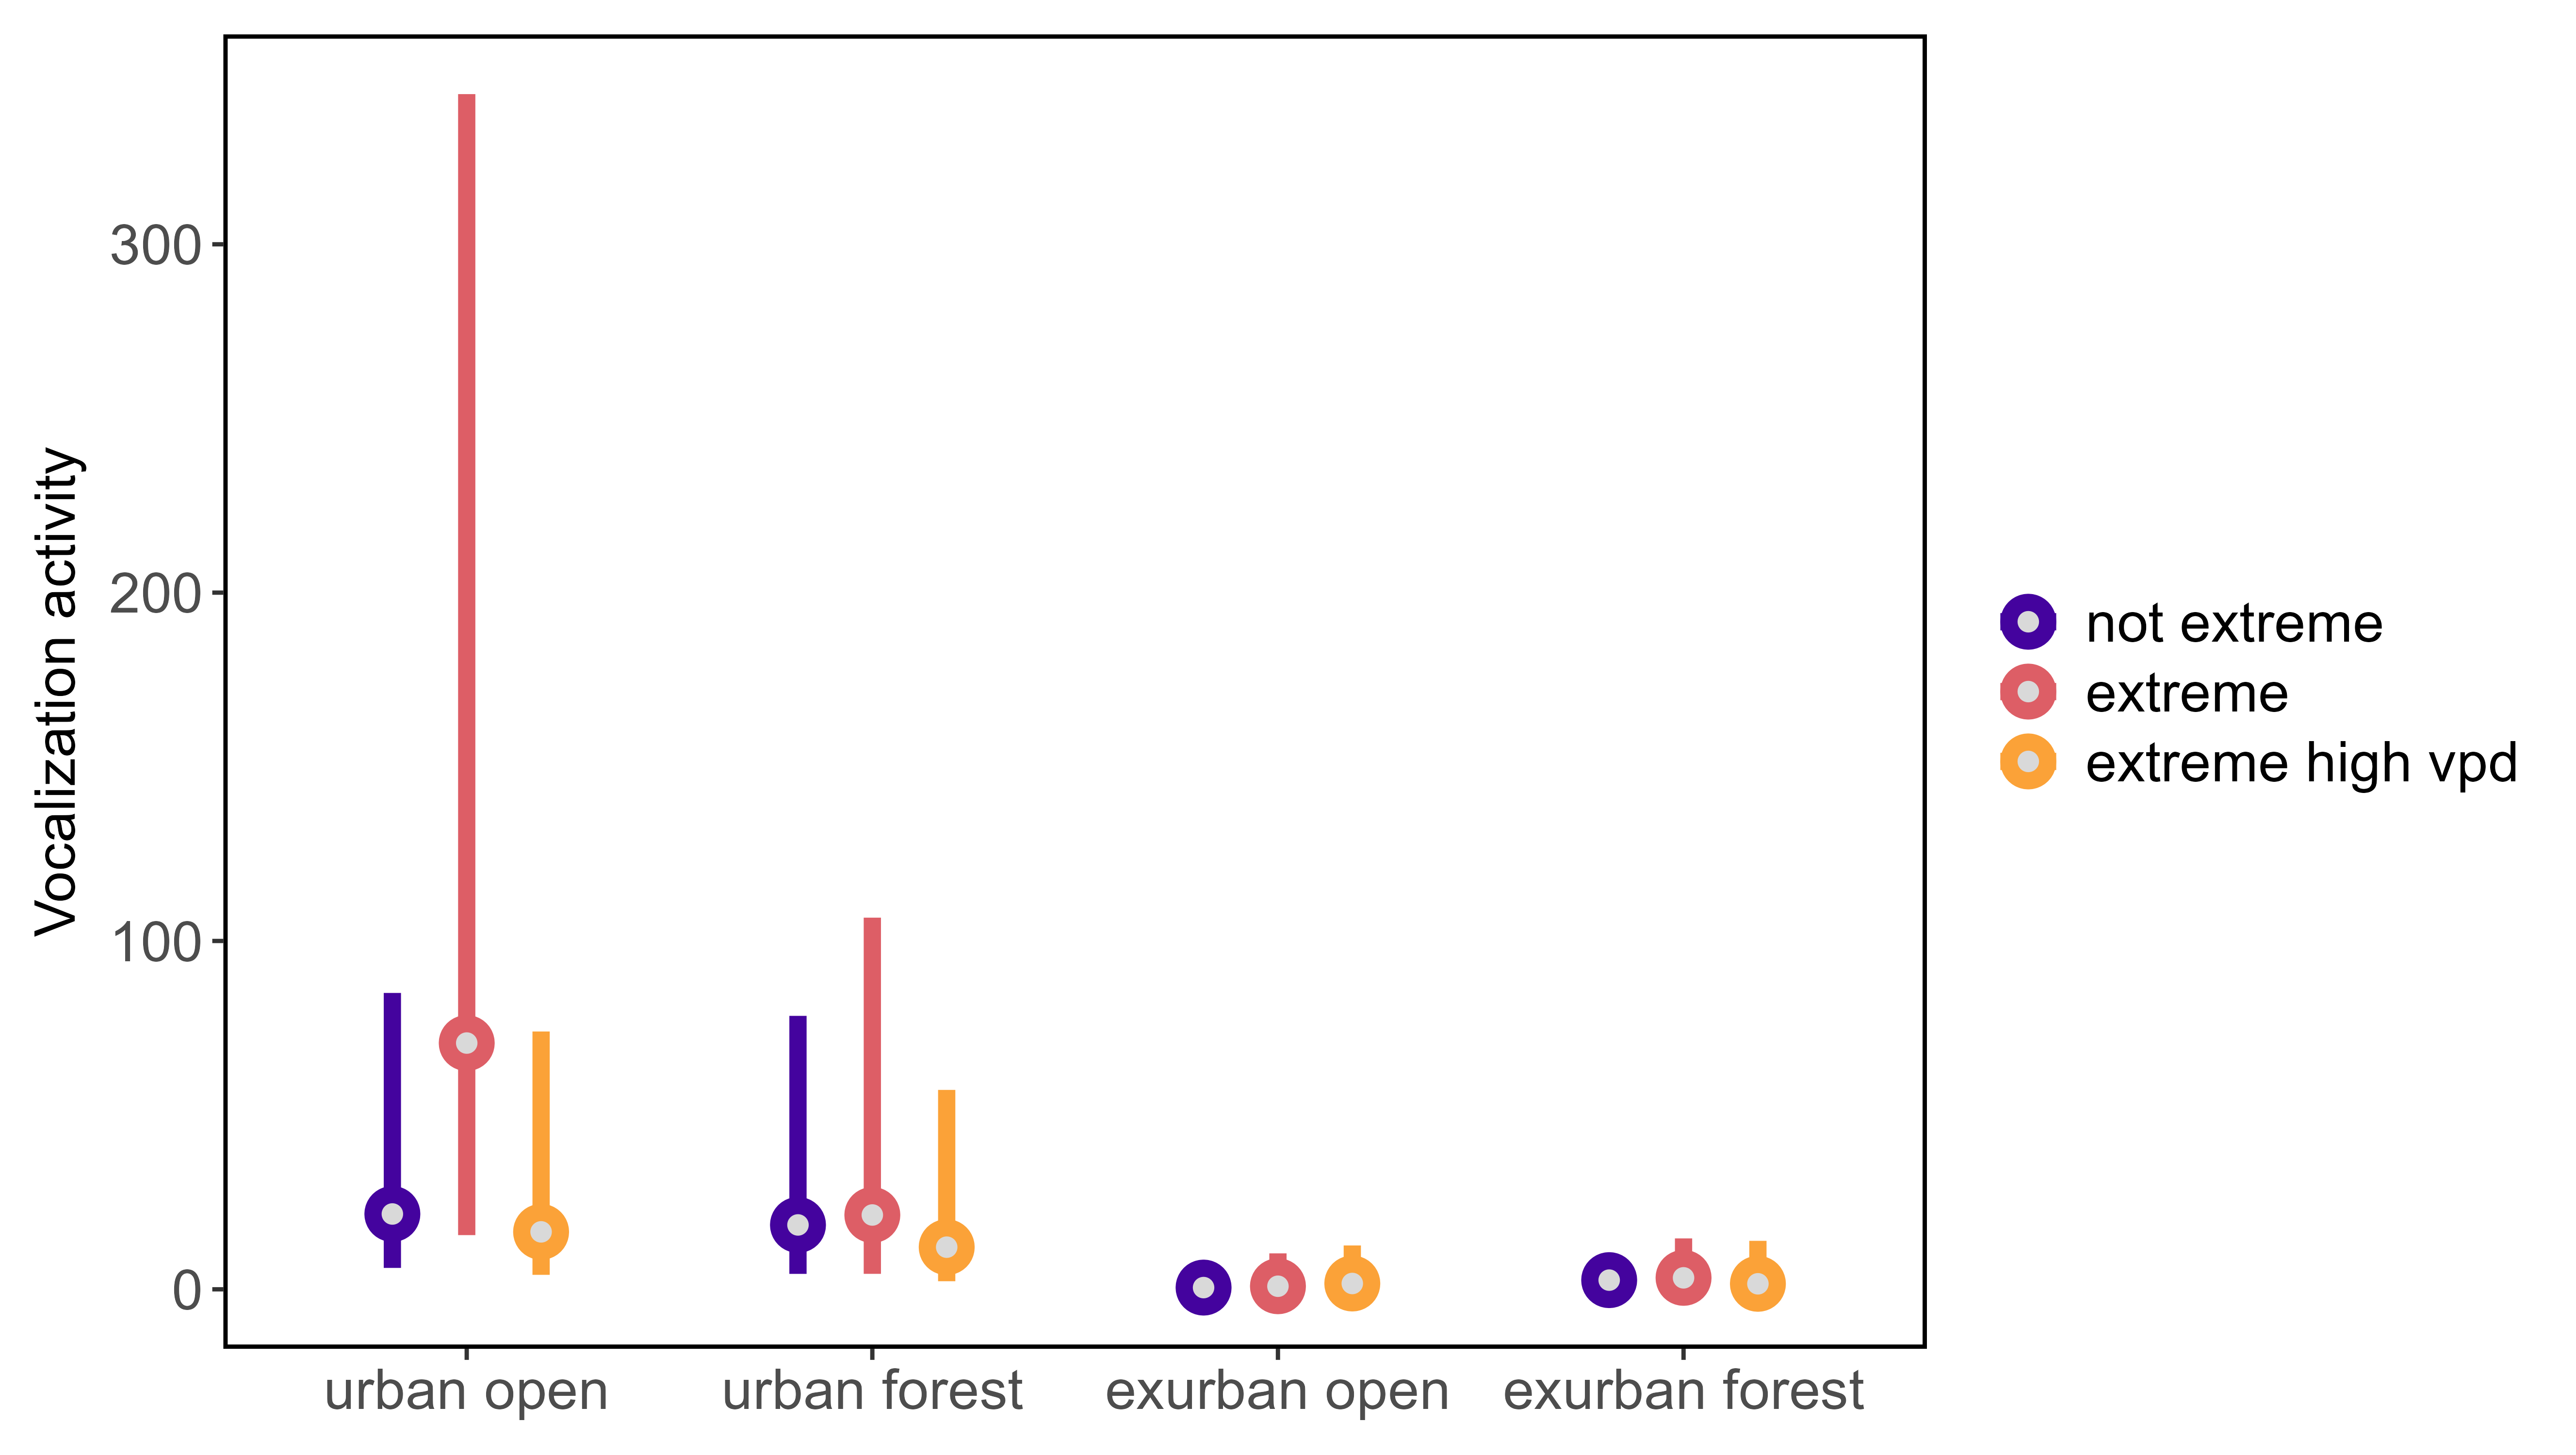 Vocalization activity
300
200
100
0
urban open
urban forest
exurban open
exurban forest
not extreme
extreme
extreme high vpd